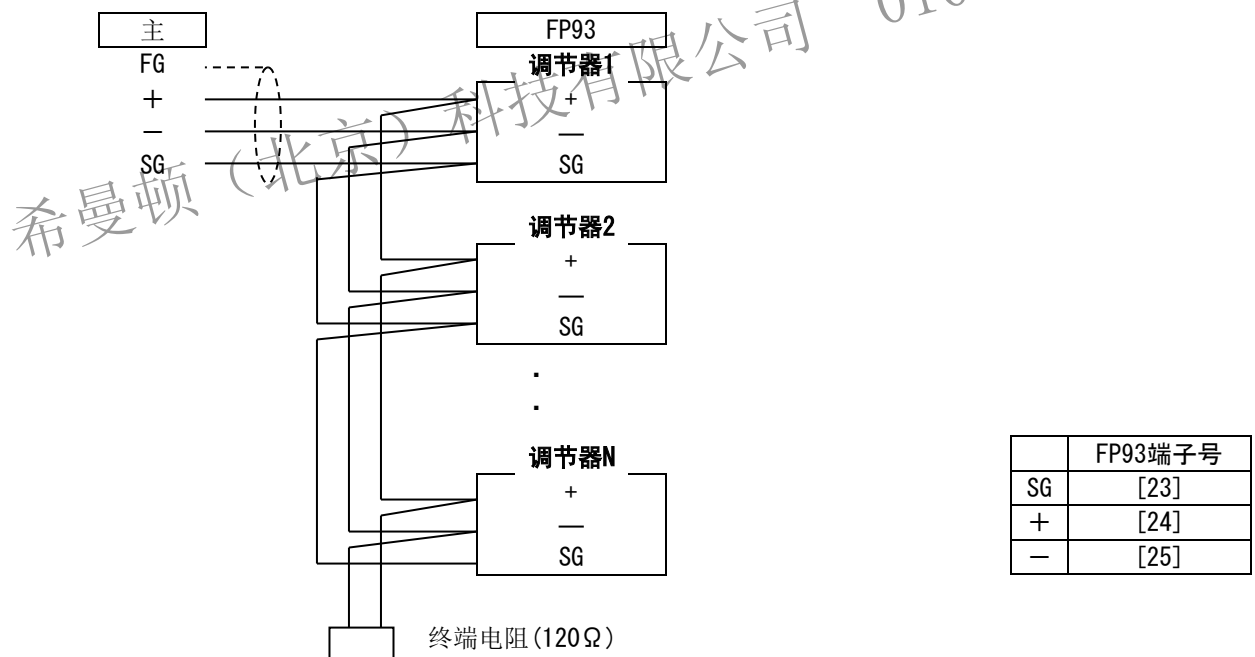 主
FG
+
—
SG
FP93
调节器1
+
—
SG
调节器2
+
—
SG
.
.
调节器N
+
—
SG
终端电阻(120Ω)
FP93端子号
SG [23]
+ [24]
— [25]
希曼顿（北京）科技有限公司 010